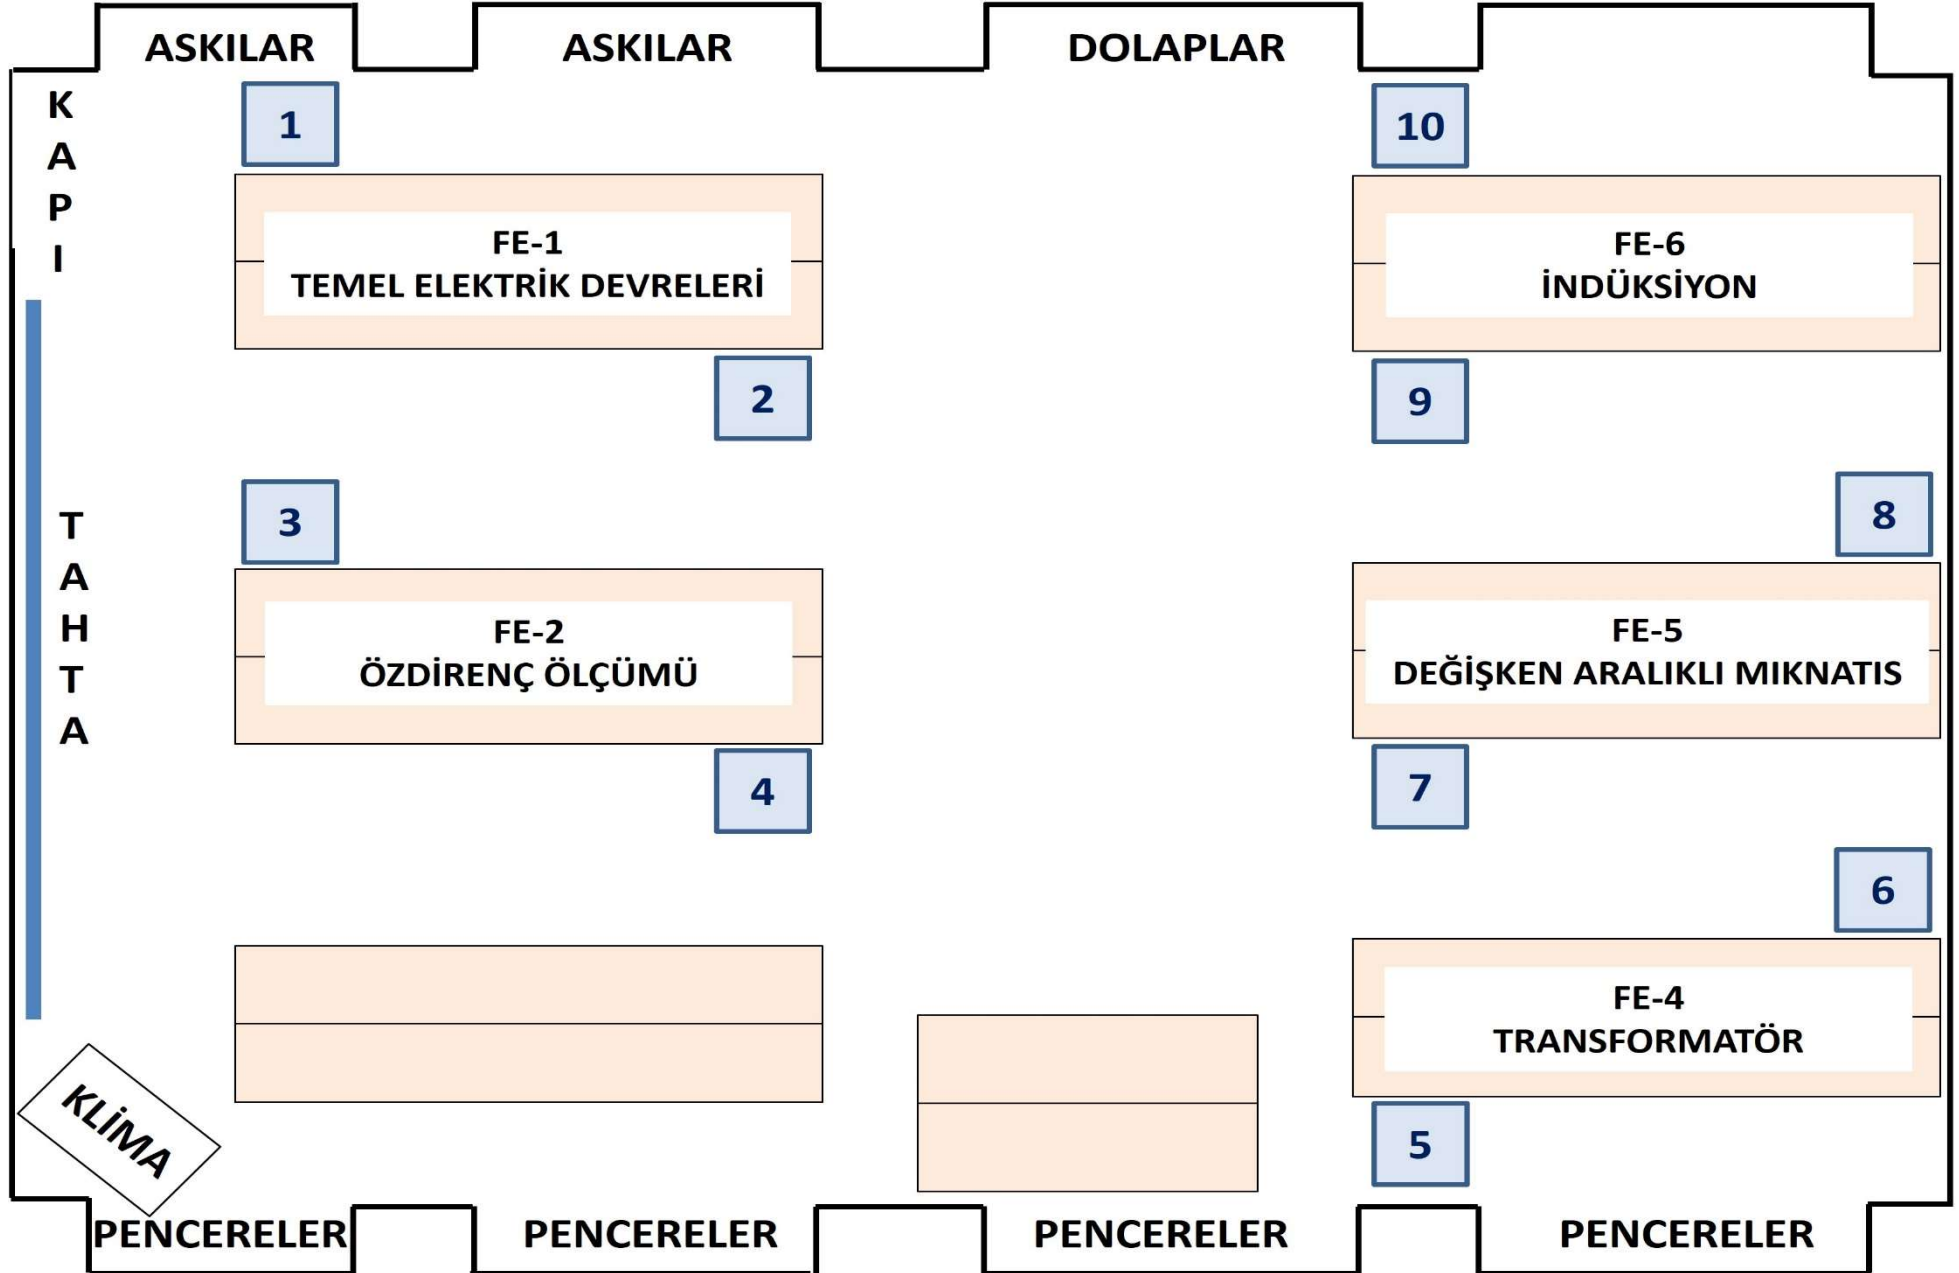 ASKILAR
ASKILAR
DOLAPLAR
KAPI
1
10
FE-1
TEMEL ELEKTRİK DEVRELERİ
FE-6
İNDÜKSİYON
2
9
TAHTA
3
8
FE-2
ÖZDİRENÇ ÖLÇÜMÜ
FE-5
DEĞİŞKEN ARALIKLI MIKNATIS
4
7
6
FE-4
TRANSFORMATÖR
KLİMA
5
PENCERELER
PENCERELER
PENCERELER
PENCERELER